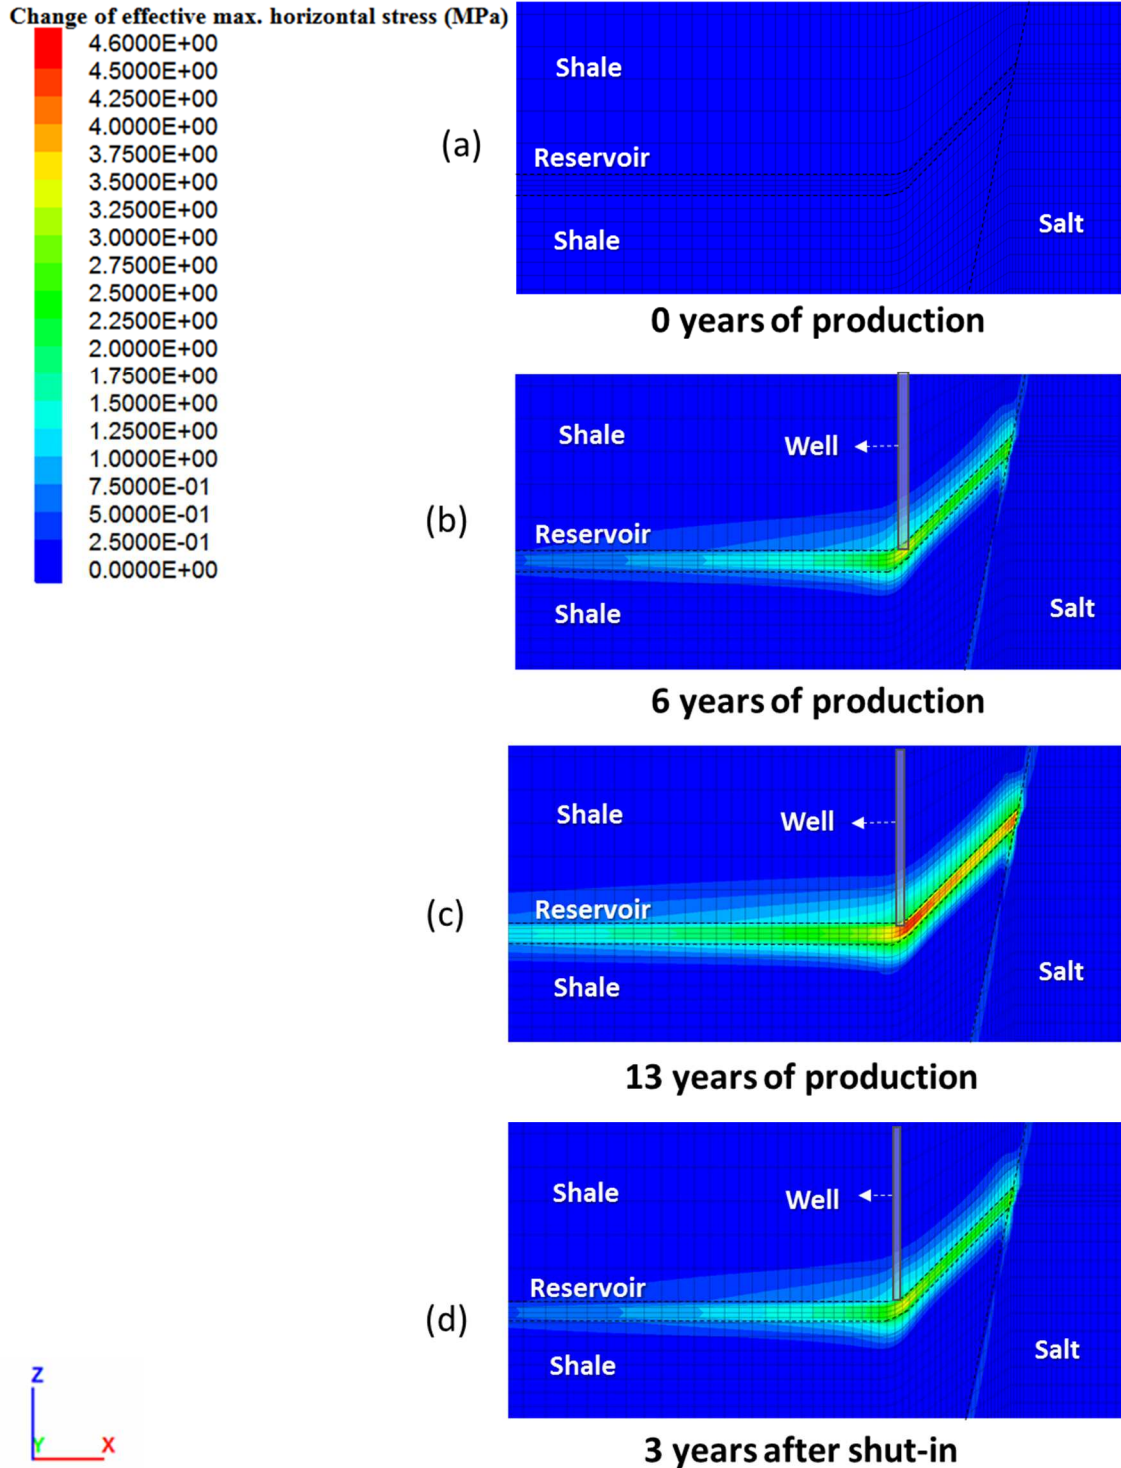 Change of effective max. horizontal stress (MPa)
4.6000E+00
4.5000E+00
4.2500E+00
4.0000E+00
3.7500E+00
3.5000E+00
3.2500E+00
3.0000E+00
2.7500E+00
2.5000E+00
2.2500E+00
2.0000E+00
1.7500E+00
1.5000E+00
1.2500E+00
1.0000E+00
7.5000E-01
5.0000E-01
2.5000E-01
0.0000E+00
(a)
Shale
Reservoir
Shale
Salt
0 years of production
(b)
Shale
Well
Reservoir
Shale
Salt
6 years of production
(c)
Shale
Well
Reservoir
Shale
Salt
13 years of production
(d)
Shale
Well
Reservoir
Shale
Salt
3 years after shut-in
Z
Y
X